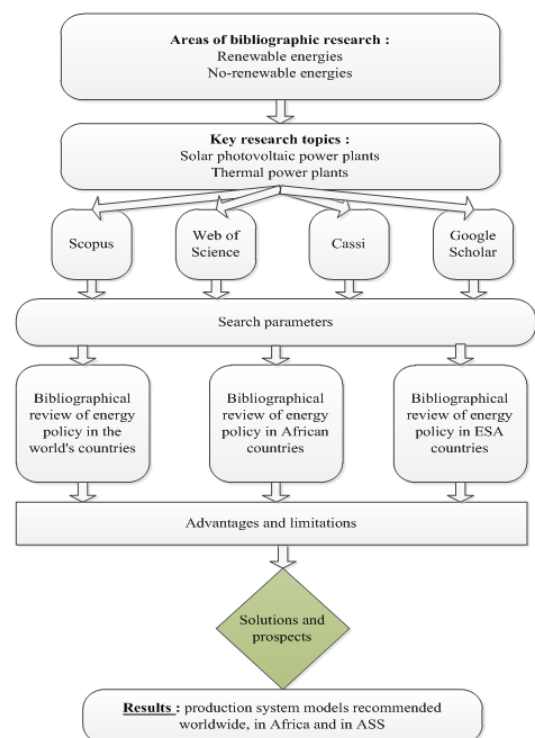 Areas of bibliographic research :
Renewable energies
No-renewable energies
Key research topics :
Solar photovoltaic power plants
Thermal power plants
Scopus
Web of
Science
Cassi
Google
Scholar
Search parameters
Bibliographical
review of energy
policy in the
world's countries
Bibliographical
review of energy
policy in African
countries
Bibliographical
review of energy
policy in ESA
countries
Advantages and limitations
Solutions and
prospects
Results : production system models recommended
worldwide, in Africa and in ASS